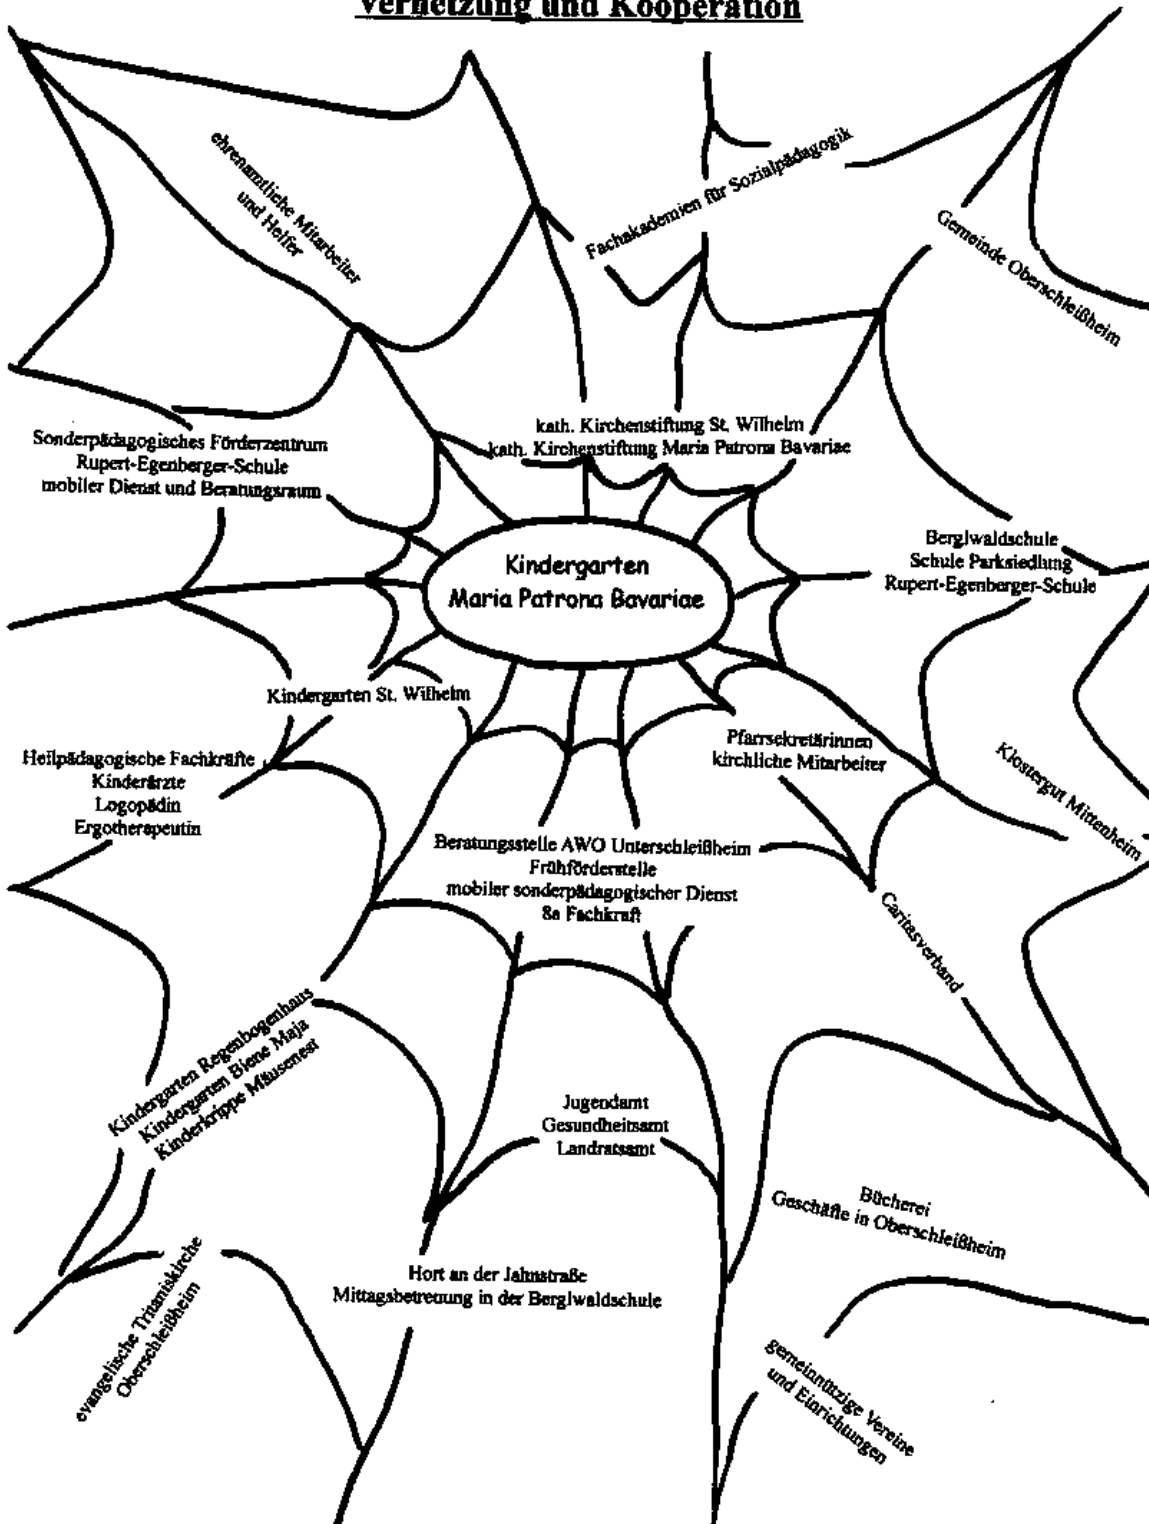 Vernetzung und Kooperation
ehrenamtliche Mitarbeiter
und Helfer
Fachakademien für Sozialpädagogik
Gemeinde Oberschleißheim
kath. Kirchenstiftung St. Wilhelm
kath. Kirchenstiftung Maria Patrona Bavariae
Sonderpädagogisches Förderzentrum
Rupert-Egenberger-Schule
mobiler Dienst und Beratungsraum
Berglwaldschule
Schule Parksiedlung
Rupert-Egenberger-Schule
Kindergarten
Maria Patrona Bavariae
Kindergarten St. Wilhelm
Pfarrsekretärinnen
kirchliche Mitarbeiter
Klostergut Mittenheim
Heilpädagogische Fachkräfte
Kinderärzte
Logopädin
Ergotherapeutin
Beratungsstelle AWO Unterschleißheim
Frühförderstelle
mobiler sonderpädagogischer Dienst
8a Fachkraft
Caritasverband
Kindergarten Regenbogenhaus
Kindergarten Biene Maja
Kinderkrippe Mäusenest
Jugendamt
Gesundheitsamt
Landratsamt
Bücherei
Geschäfte in Oberschleißheim
evangelische Tritantiskirche
Oberschleißheim
Hort an der Jahnstraße
Mittagsbetreuung in der Berglwaldschule
gemeinnützige Vereine
und Einrichtungen